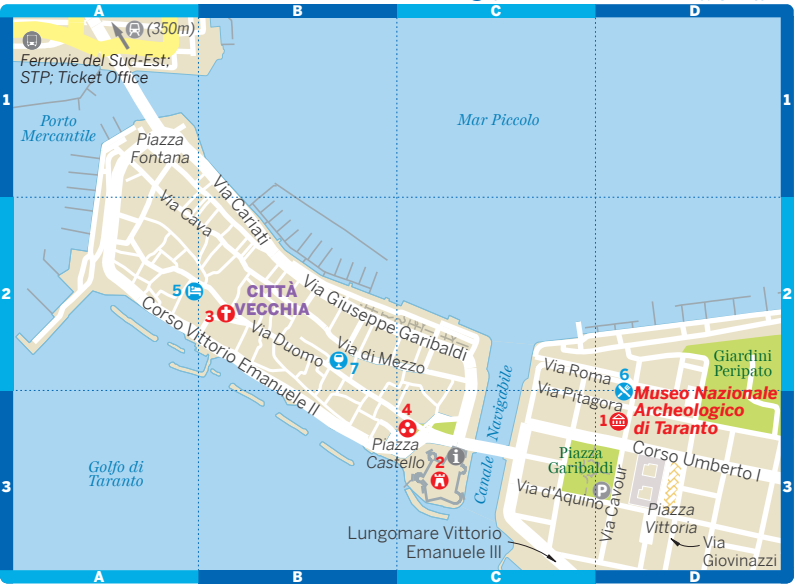 A
B
C
D
(350m)
Ferrovie del Sud-Est;
STP; Ticket Office
1
1
Porto
Mercantile
Mar Piccolo
Piazza
Fontana
Via Cava
Via Cariati
2
2
5
CITTÀ
VECCHIA
3
Via Giuseppe Garibaldi
Corso Vittorio Emanuele II
Via Duomo
Via di Mezzo
7
Canale Navigabile
Giardini
Peripato
Via Roma
6
Via Pitagora
Museo Nazionale
Archeologico
di Taranto
1
4
Piazza
Castello
2
i
Golfo di
Taranto
3
3
Piazza
Garibaldi
Corso Umberto I
P
Via d'Aquino
Via Cavour
Piazza
Vittoria
Via
Giovinazzi
Lungomare Vittorio
Emanuele III
A
B
C
D